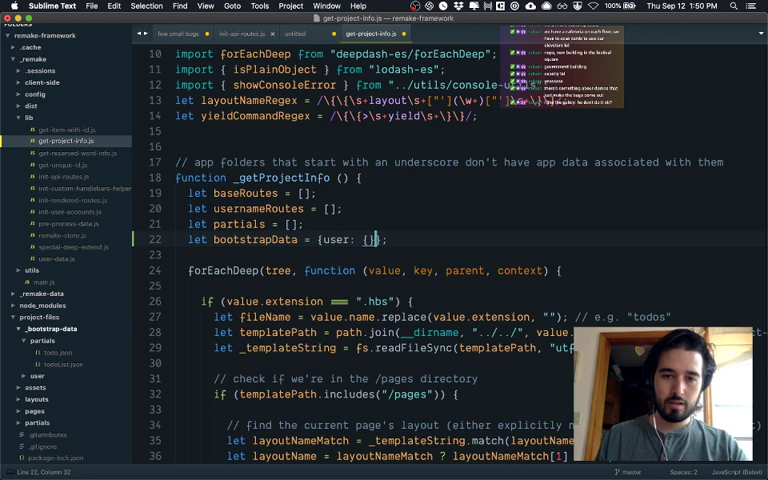 Sublime Text File Edit Selection Find View Goto Tools Project Window Help 100% Thu Sep 12 1:50 PM
get-project-info.js — remake-framework
FOLDERS
few small bugs init-api-routes.js untitled get-project-info.js
remake-framework
.cache
_remake
.sessions
client-side
config
dist
lib
get-item-with-id.js
get-project-info.js
get-reserved-word-info.js
get-unique-id.js
init-api-routes.js
init-custom-handlebars-helper
init-rendered-routes.js
init-user-accounts.js
pre-process-data.js
remake-store.js
special-deep-extend.js
user-data.js
utils
main.js
_remake-data
node_modules
project-files
_bootstrap-data
partials
todo.json
todoList.json
user
assets
layouts
pages
partials
.gitattributes
.gitignore
package-lock.json
10 import forEachDeep from "deepdash-es/forEachDeep";
11 import { isPlainObject } from "lodash-es";
12 import { showConsoleError } from "../utils/console-
13 let layoutNameRegex = /\{\{\s+layout\s+["'](\w+)["']\s+\}\}/;
14 let yieldCommandRegex = /\{\{>\s+yield\s+\}\}/;
15
16
17 // app folders that start with an underscore don't have app data associated with them
18 function _getProjectInfo () {
19 let baseRoutes = [];
20 let usernameRoutes = [];
21 let partials = [];
22 let bootstrapData = {user: {}};
23
24 forEachDeep(tree, function (value, key, parent, context) {
25
26 if (value.extension === ".hbs") {
27 let fileName = value.name.replace(value.extension, ""); // e.g. "todos"
28 let templatePath = path.join(__dirname, "../../", value.
29 let _templateString = fs.readFileSync(templatePath, "utf
30
31 // check if we're in the /pages directory
32 if (templatePath.includes("/pages")) {
33
34 // find the current page's layout (either explicitly
35 let layoutNameMatch = _templateString.match(layoutNam
36 let layoutName = layoutNameMatch ? layoutNameMatch[1]
Line 22, Column 32 master Spaces: 2 JavaScript (Babel)